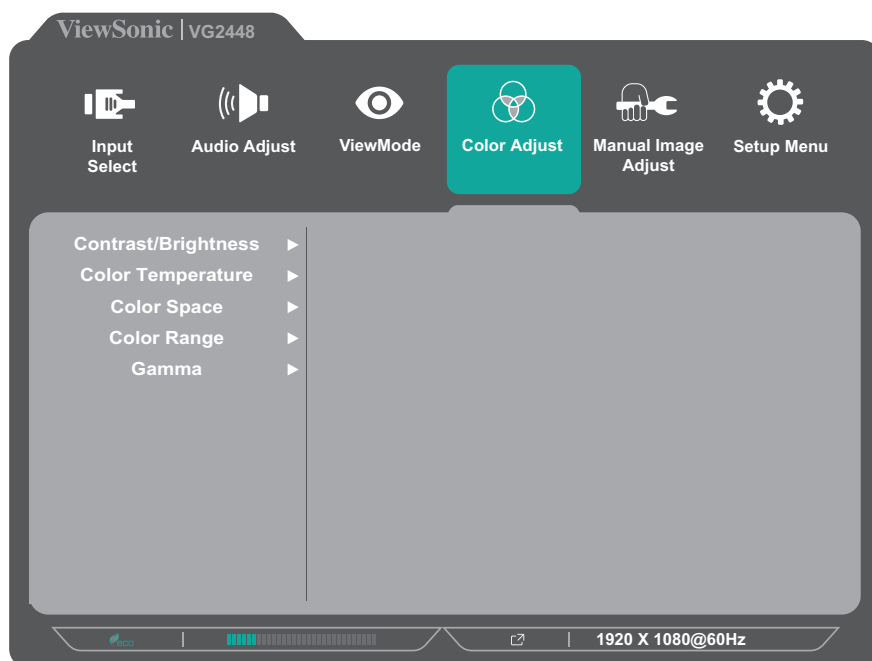 ViewSonic | VG2448
Input
Select
Audio Adjust
ViewMode
Color Adjust
Manual Image
Adjust
Setup Menu
Contrast/Brightness ▶
Color Temperature ▶
Color Space ▶
Color Range ▶
Gamma ▶
eco | | 1920 X 1080@60Hz